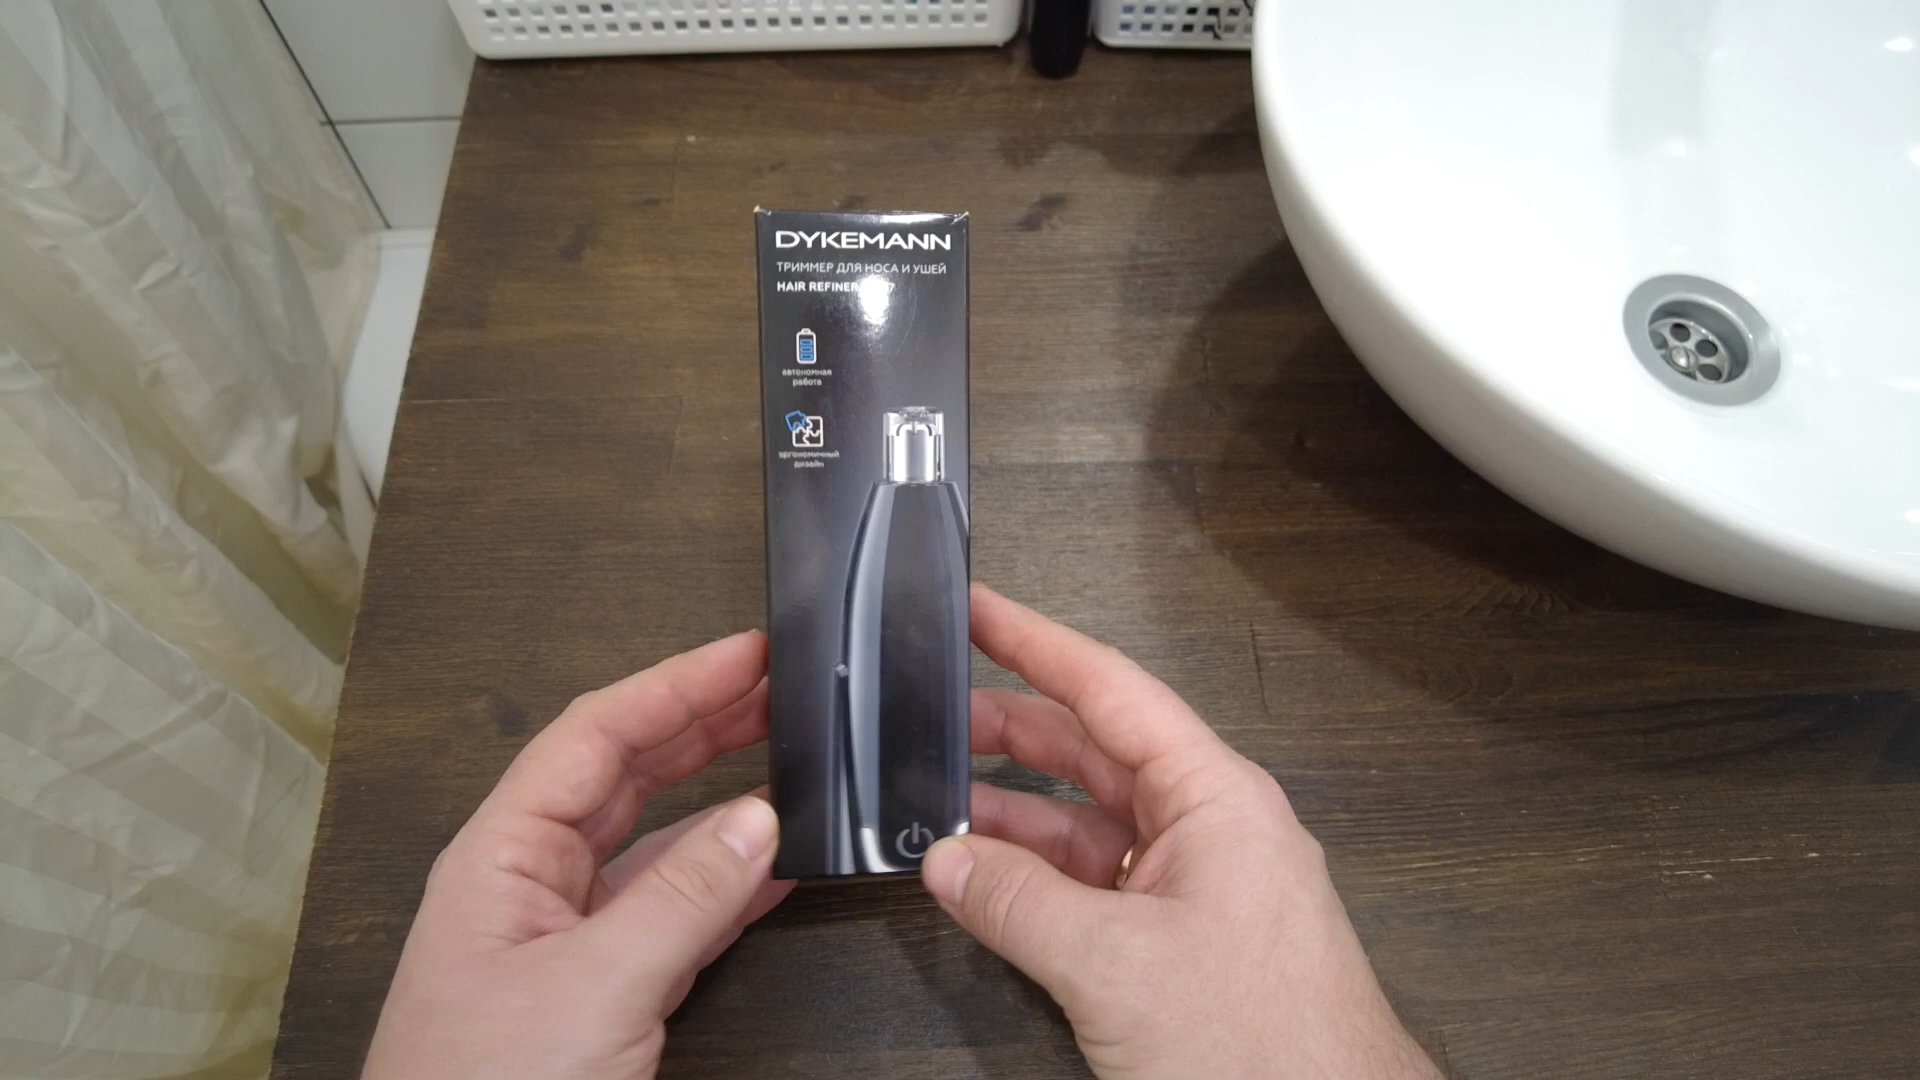 DYKEMANN
ТРИММЕР ДЛЯ НОСА И УШЕЙ
HAIR REFINER
автономная
работа
эргономичный
дизайн